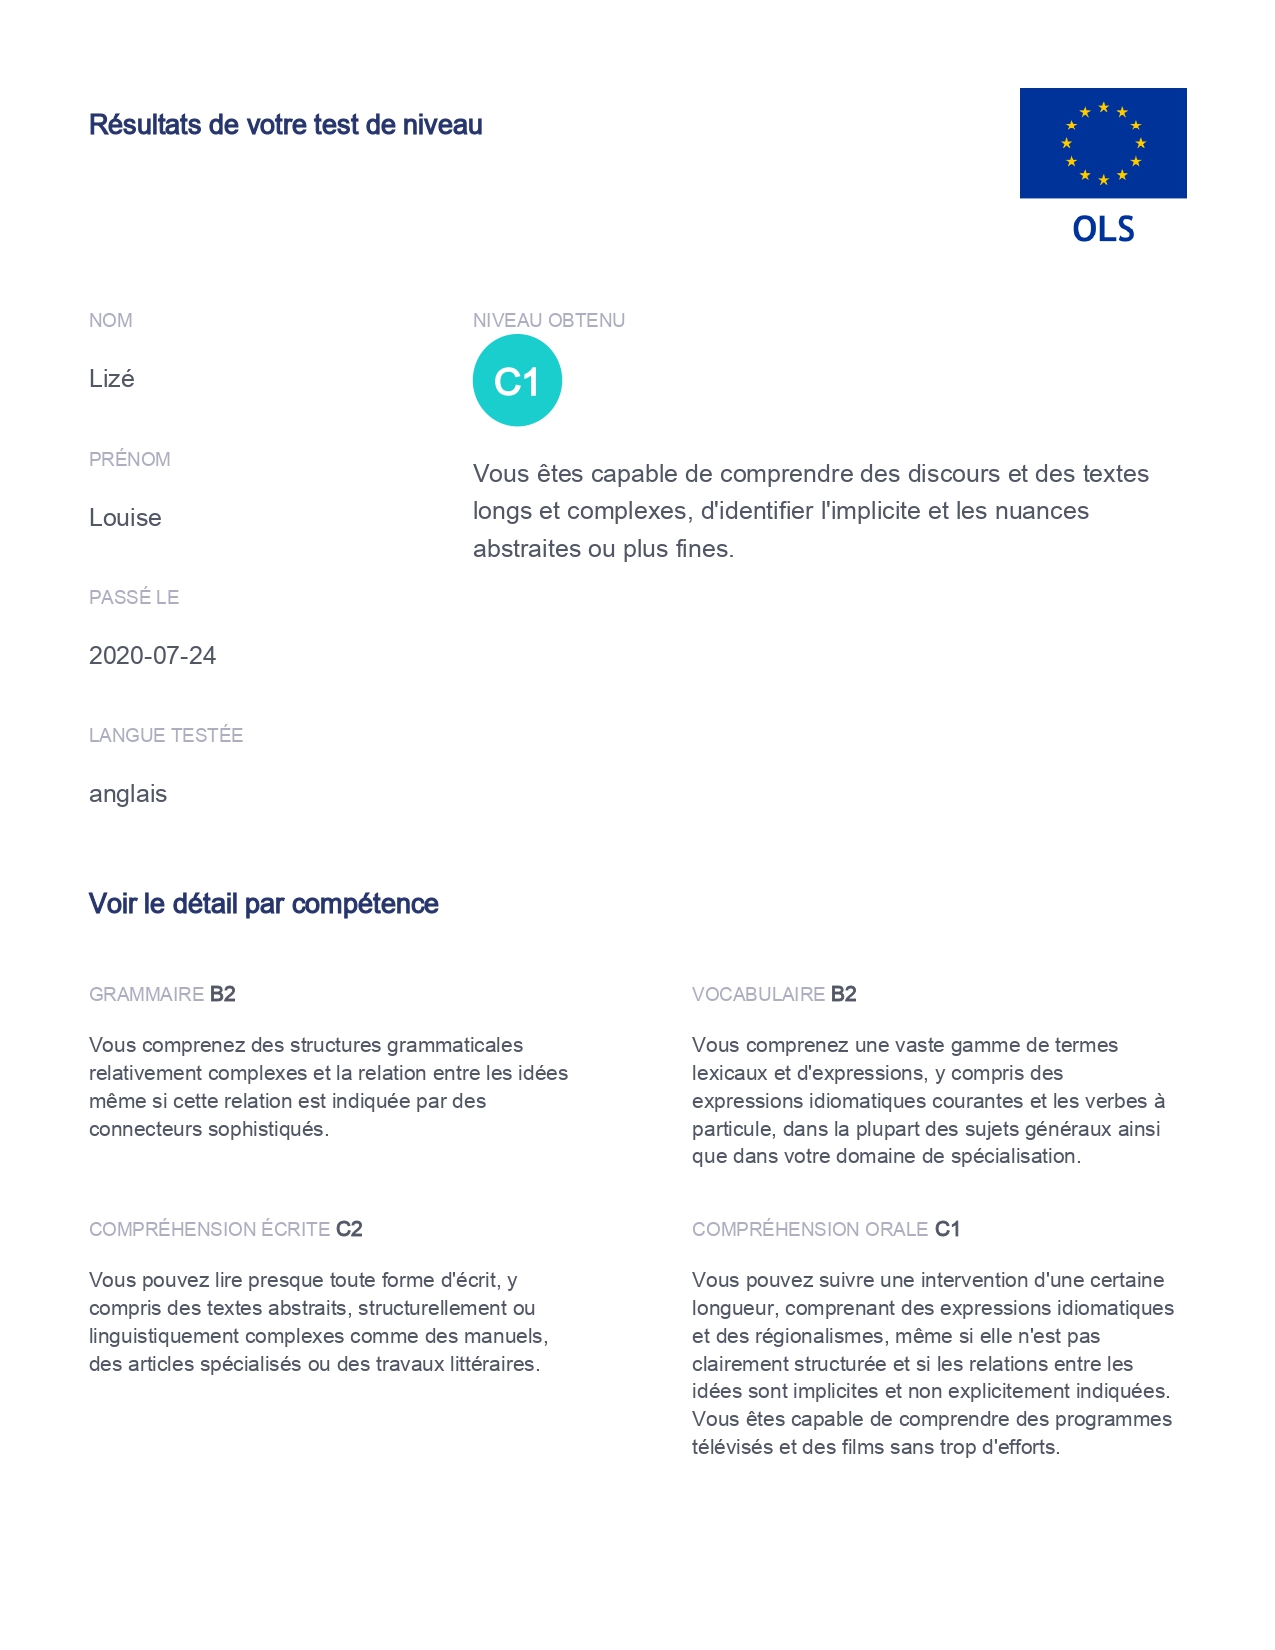 Résultats de votre test de niveau
OLS
NOM
Lizé
PRÉNOM
Louise
PASSÉ LE
2020-07-24
LANGUE TESTÉE
anglais
NIVEAU OBTENU
C1
Vous êtes capable de comprendre des discours et des textes
longs et complexes, d'identifier l'implicite et les nuances
abstraites ou plus fines.
Voir le détail par compétence
GRAMMAIRE B2
Vous comprenez des structures grammaticales
relativement complexes et la relation entre les idées
même si cette relation est indiquée par des
connecteurs sophistiqués.
VOCABULAIRE B2
Vous comprenez une vaste gamme de termes
lexicaux et d'expressions, y compris des
expressions idiomatiques courantes et les verbes à
particule, dans la plupart des sujets généraux ainsi
que dans votre domaine de spécialisation.
COMPRÉHENSION ÉCRITE C2
Vous pouvez lire presque toute forme d'écrit, y
compris des textes abstraits, structurellement ou
linguistiquement complexes comme des manuels,
des articles spécialisés ou des travaux littéraires.
COMPRÉHENSION ORALE C1
Vous pouvez suivre une intervention d'une certaine
longueur, comprenant des expressions idiomatiques
et des régionalismes, même si elle n'est pas
clairement structurée et si les relations entre les
idées sont implicites et non explicitement indiquées.
Vous êtes capable de comprendre des programmes
télévisés et des films sans trop d'efforts.